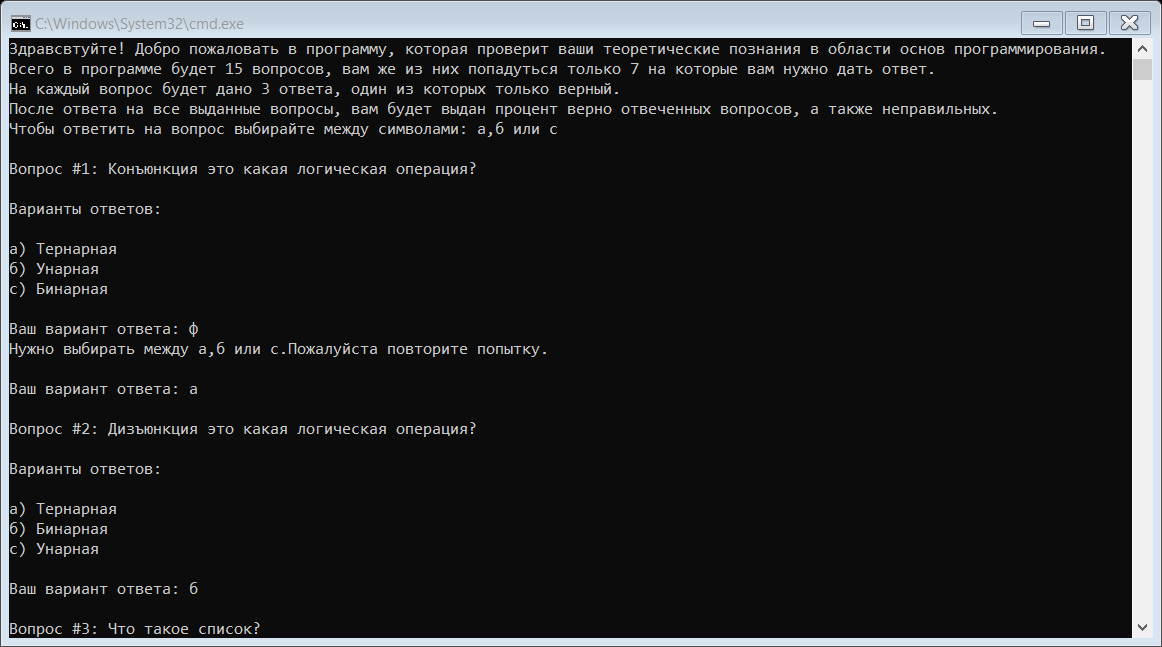 C:\Windows\System32\cmd.exe
Здравсвтуйте! Добро пожаловать в программу, которая проверит ваши теоретические познания в области основ программирования.
Всего в программе будет 15 вопросов, вам же из них попадуться только 7 на которые вам нужно дать ответ.
На каждый вопрос будет дано 3 ответа, один из которых только верный.
После ответа на все выданные вопросы, вам будет выдан процент верно отвеченных вопросов, а также неправильных.
Чтобы ответить на вопрос выбирайте между символами: а,б или с
Вопрос #1: Конъюнкция это какая логическая операция?
Варианты ответов:
а) Тернарная
б) Унарная
с) Бинарная
Ваш вариант ответа: ф
Нужно выбирать между а,б или с.Пожалуйста повторите попытку.
Ваш вариант ответа: а
Вопрос #2: Дизъюнкция это какая логическая операция?
Варианты ответов:
а) Тернарная
б) Бинарная
с) Унарная
Ваш вариант ответа: б
Вопрос #3: Что такое список?